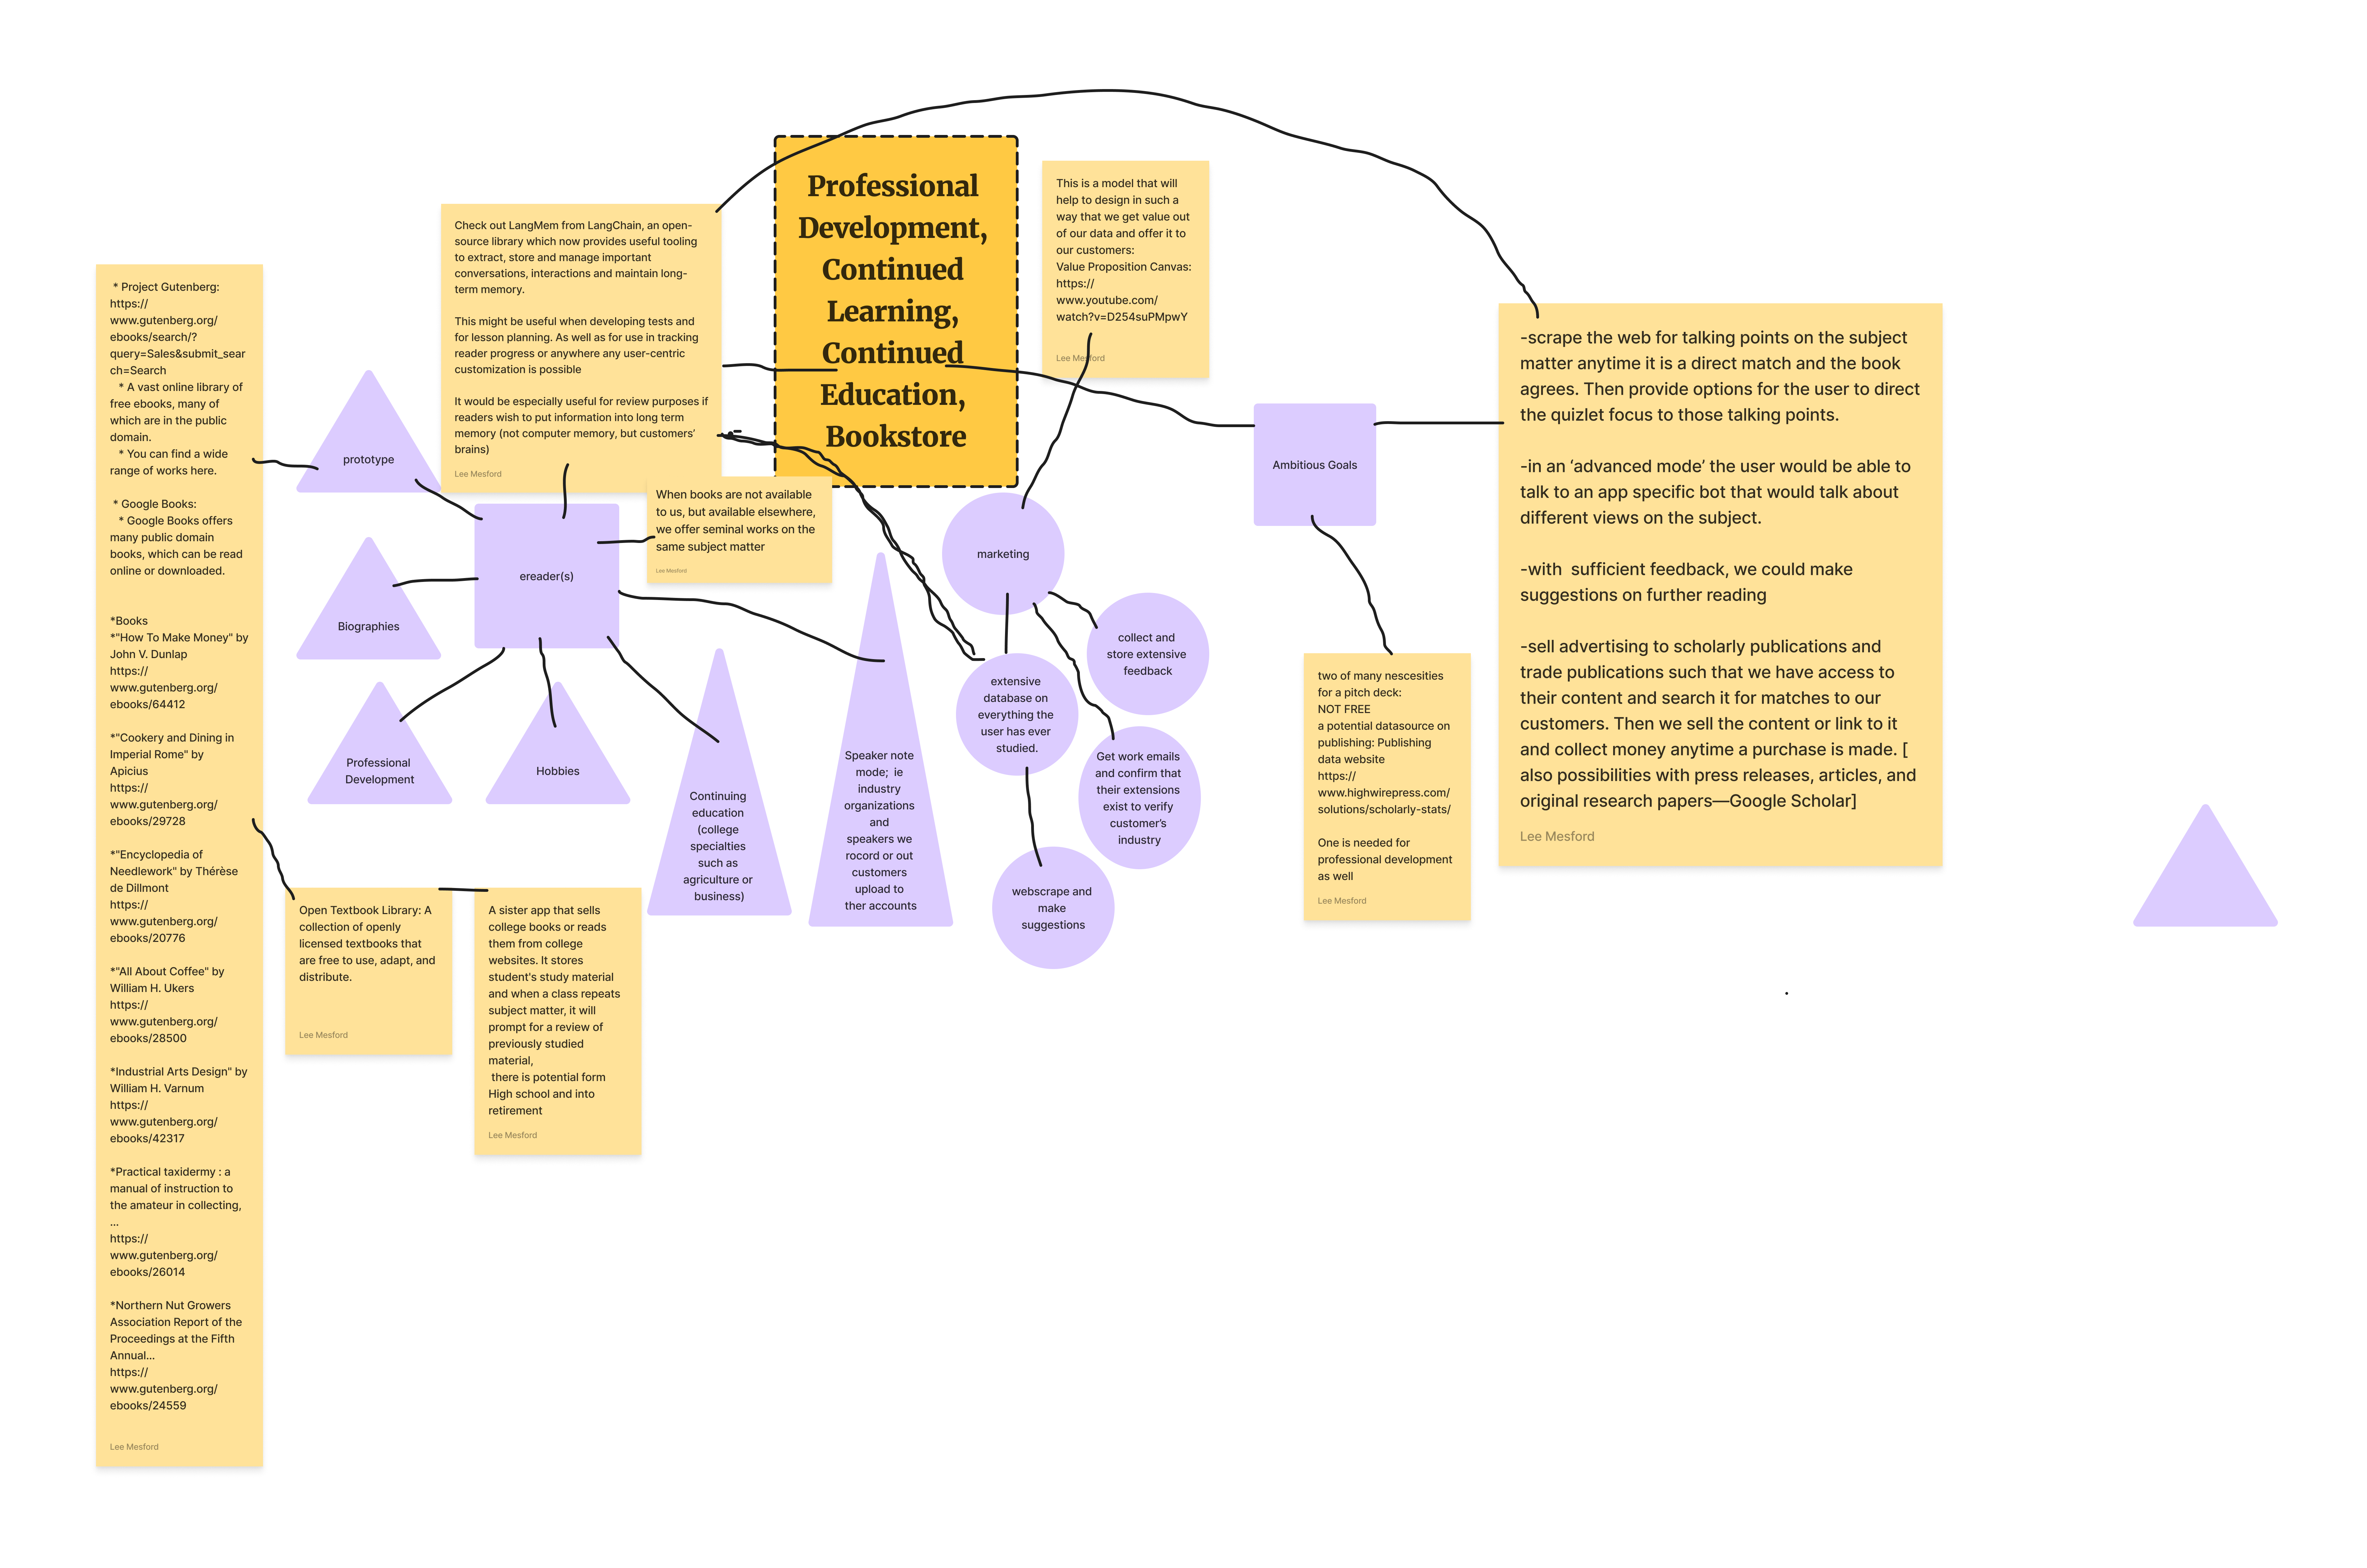 Professional
Development,
Continued
Learning,
Continued
Education,
Bookstore
* Project Gutenberg:
https://
www.gutenberg.org/
ebooks/search/?
query=Sales&submit_sear
ch=Search
* A vast online library of
free ebooks, many of
which are in the public
domain.
* You can find a wide
range of works here.
* Google Books:
* Google Books offers
many public domain
books, which can be read
online or downloaded.
*Books
*"How To Make Money" by
John V. Dunlap
https://
www.gutenberg.org/
ebooks/64412
*"Cookery and Dining in
Imperial Rome" by
Apicius
https://
www.gutenberg.org/
ebooks/29728
*"Encyclopedia of
Needlework" by Thérèse
de Dillmont
https://
www.gutenberg.org/
ebooks/20776
*"All About Coffee" by
William H. Ukers
https://
www.gutenberg.org/
ebooks/28500
*Industrial Arts Design" by
William H. Varnum
https://
www.gutenberg.org/
ebooks/42317
*Practical taxidermy : a
manual of instruction to
the amateur in collecting,
...
https://
www.gutenberg.org/
ebooks/26014
*Northern Nut Growers
Association Report of the
Proceedings at the Fifth
Annual...
https://
www.gutenberg.org/
ebooks/24559
Lee Mesford
prototype
Biographies
Professional
Development
Hobbies
Check out LangMem from LangChain, an open-
source library which now provides useful tooling
to extract, store and manage important
conversations, interactions and maintain long-
term memory.
This might be useful when developing tests and
for lesson planning. As well as for use in tracking
reader progress or anywhere any user-centric
customization is possible
It would be especially useful for review purposes if
readers wish to put information into long term
memory (not computer memory, but customers'
brains)
Lee Mesford
ereader(s)
When books are not available
to us, but available elsewhere,
we offer seminal works on the
same subject matter
Lee Mesford
Continuing
education
(college
specialties
such as
agriculture or
business)
Speaker note
mode; ie
industry
organizations
and
speakers we
rocord or out
customers
upload to
ther accounts
Open Textbook Library: A
collection of openly
licensed textbooks that
are free to use, adapt, and
distribute.
Lee Mesford
A sister app that sells
college books or reads
them from college
websites. It stores
student's study material
and when a class repeats
subject matter, it will
prompt for a review of
previously studied
material,
there is potential form
High school and into
retirement
Lee Mesford
This is a model that will
help to design in such a
way that we get value out
of our data and offer it to
our customers:
Value Proposition Canvas:
https://
www.youtube.com/
watch?v=D254suPMpwY
Lee Mesford
marketing
collect and
store extensive
feedback
extensive
database on
everything the
user has ever
studied.
Get work emails
and confirm that
their extensions
exist to verify
customer's
industry
webscrape and
make
suggestions
Ambitious Goals
two of many nescesities
for a pitch deck:
NOT FREE
a potential datasource on
publishing: Publishing
data website
https://
www.highwirepress.com/
solutions/scholarly-stats/
One is needed for
professional development
as well
Lee Mesford
-scrape the web for talking points on the subject
matter anytime it is a direct match and the book
agrees. Then provide options for the user to direct
the quizlet focus to those talking points.
-in an ‘advanced mode’ the user would be able to
talk to an app specific bot that would talk about
different views on the subject.
-with  sufficient feedback, we could make
suggestions on further reading
-sell advertising to scholarly publications and
trade publications such that we have access to
their content and search it for matches to our
customers. Then we sell the content or link to it
and collect money anytime a purchase is made. [
also possibilities with press releases, articles, and
original research papers—Google Scholar]
Lee Mesford